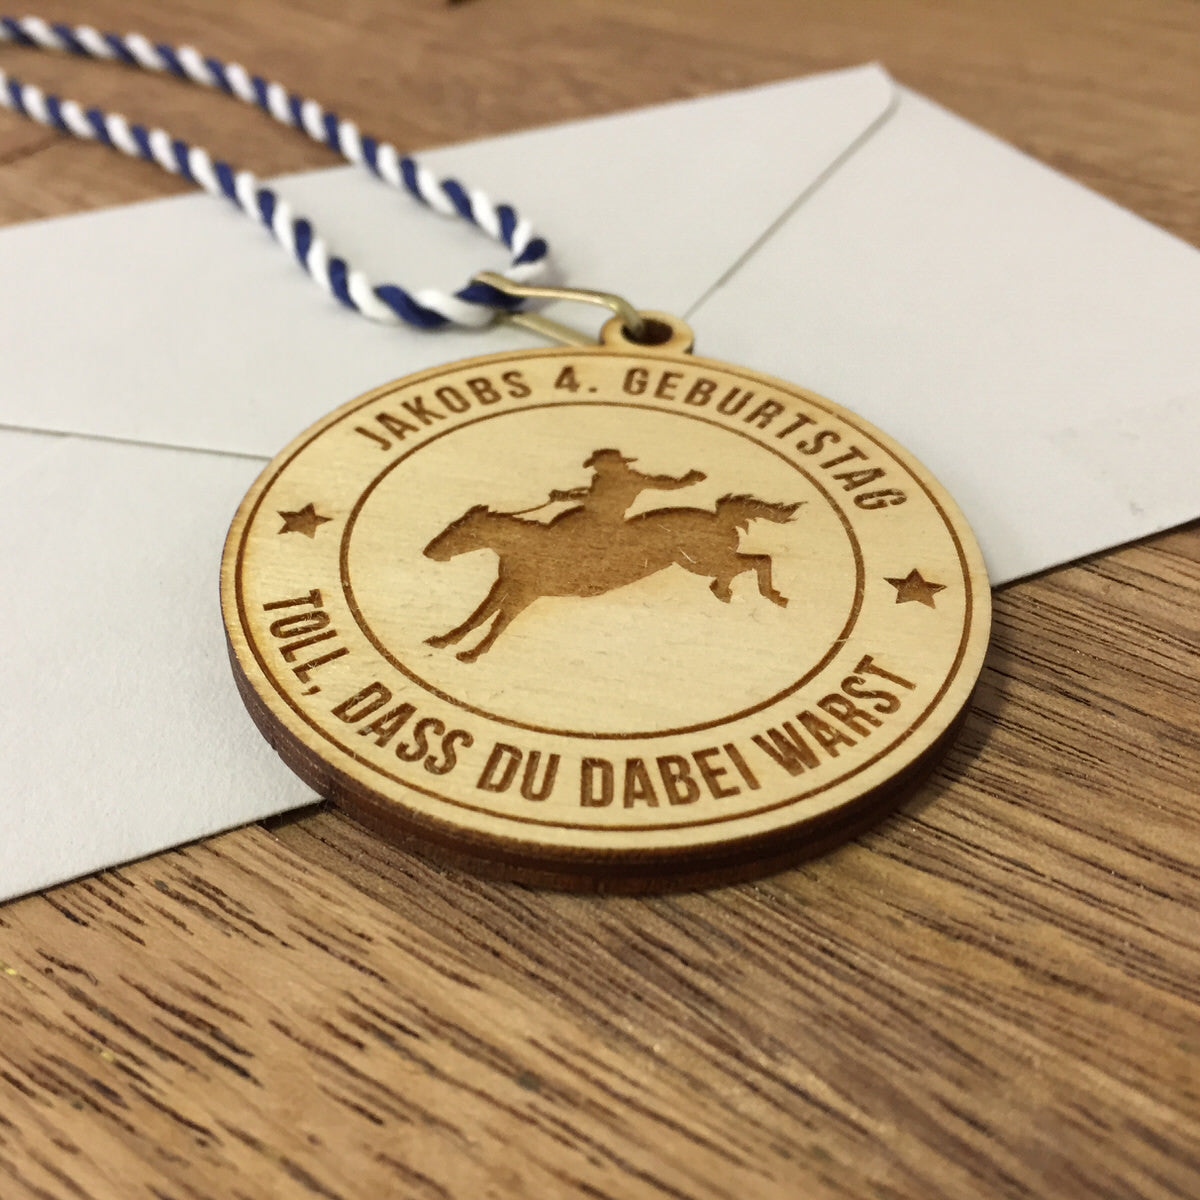 JAKOBS 4. GEBURTSTAG
TOLL, DASS DU DABEI WARST